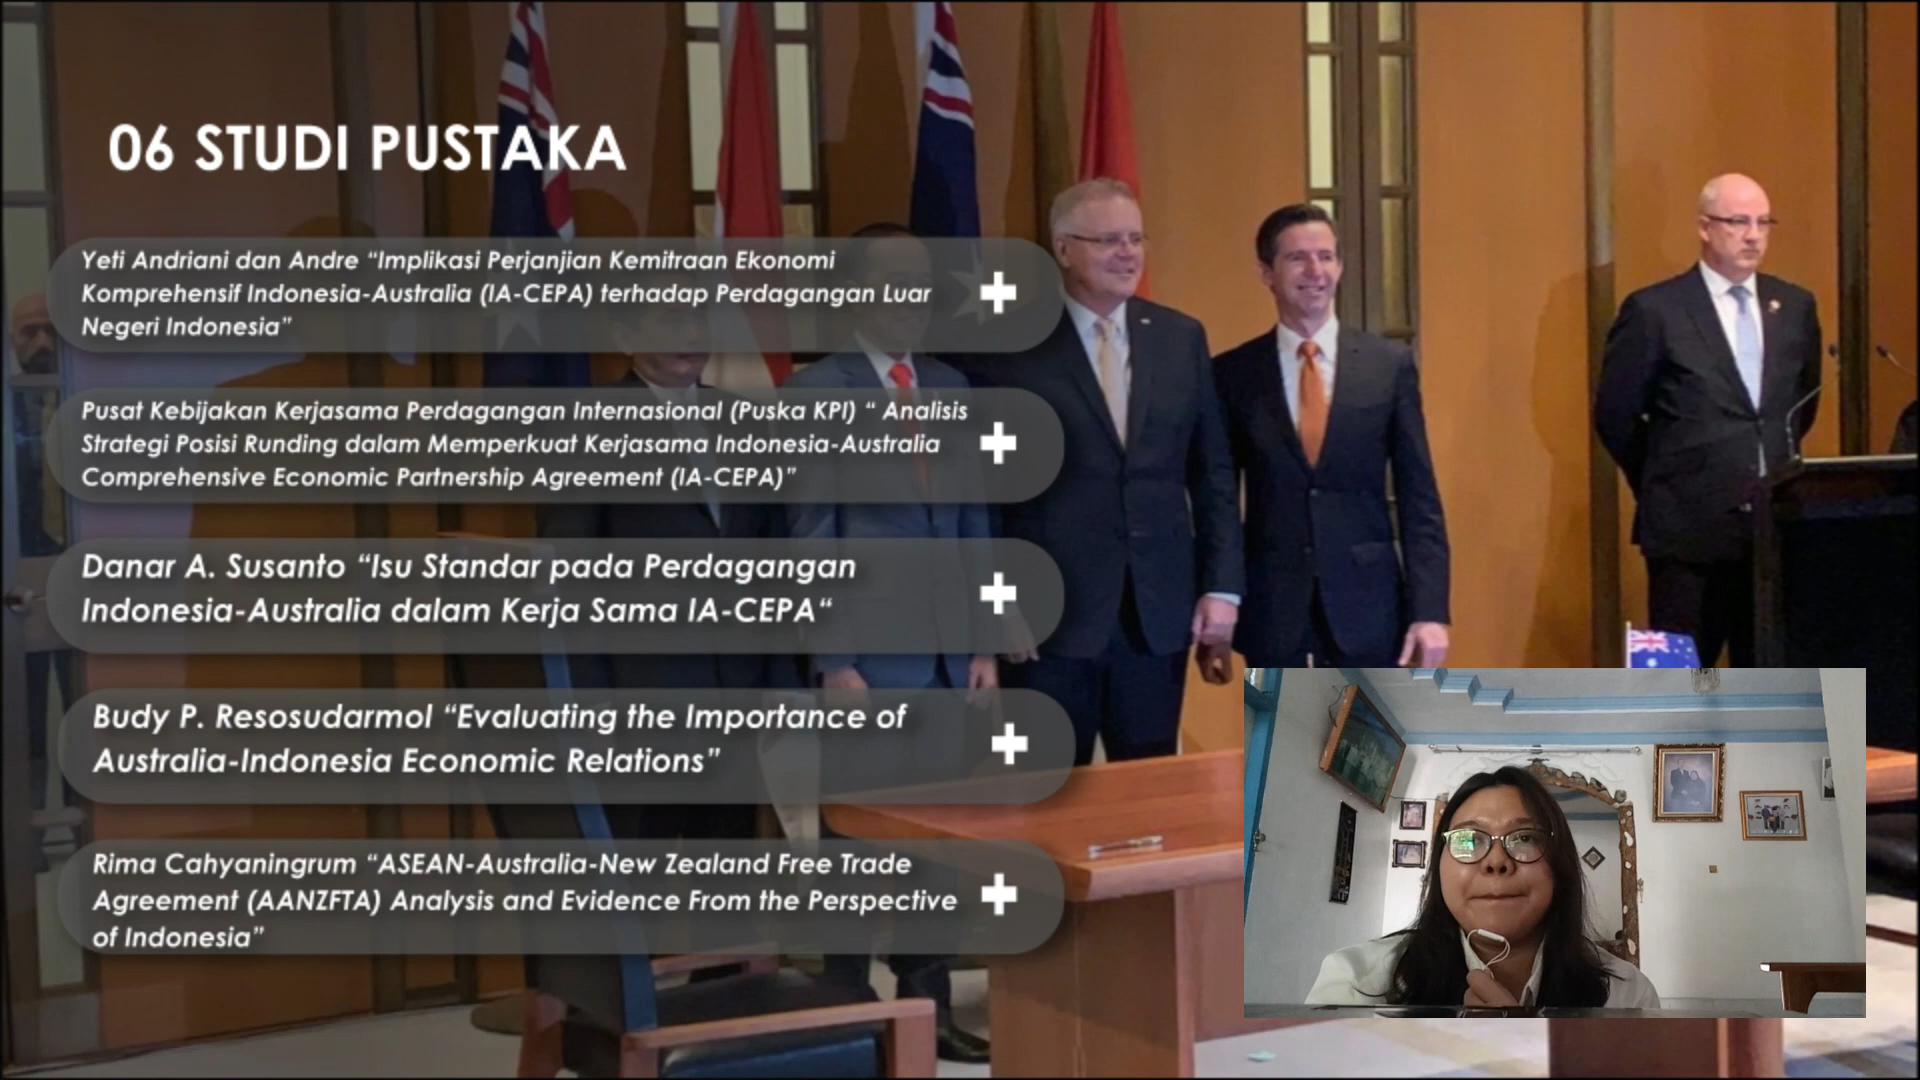 06 STUDI PUSTAKA
Yeti Andriani dan Andre “Implikasi Perjanjian Kemitraan Ekonomi
Komprehensif Indonesia-Australia (IA-CEPA) terhadap Perdagangan Luar
Negeri Indonesia”
Pusat Kebijakan Kerjasama Perdagangan Internasional (Puska KPI) “ Analisis
Strategi Posisi Runding dalam Memperkuat Kerjasama Indonesia-Australia
Comprehensive Economic Partnership Agreement (IA-CEPA)”
Danar A. Susanto “Isu Standar pada Perdagangan
Indonesia-Australia dalam Kerja Sama IA-CEPA“
Budy P. Resosudarmol “Evaluating the Importance of
Australia-Indonesia Economic Relations”
Rima Cahyaningrum “ASEAN-Australia-New Zealand Free Trade
Agreement (AANZFTA) Analysis and Evidence From the Perspective
of Indonesia”